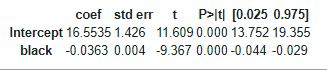 coef std err t P>|t| [0.025 0.975]
Intercept 16.5535 1.426 11.609 0.000 13.752 19.355
black -0.0363 0.004 -9.367 0.000 -0.044 -0.029